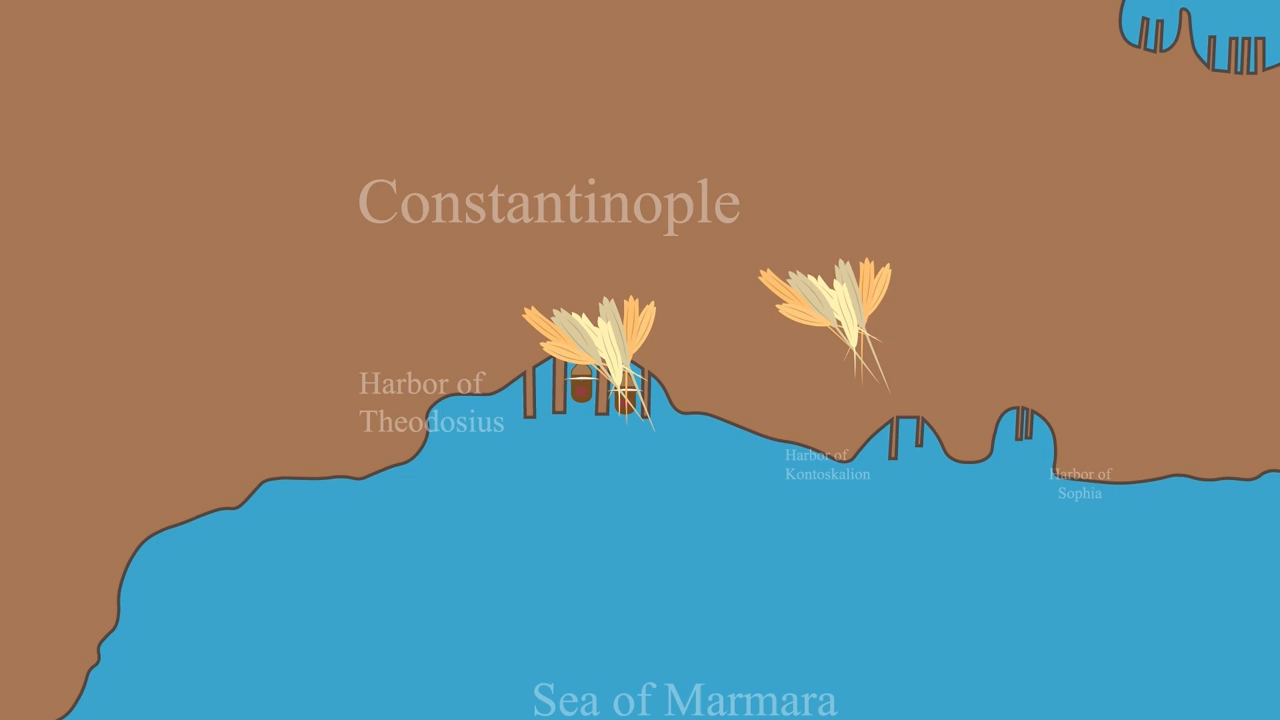 Constantinople
Harbor of
Theodosius
Harbor of
Kontoskalion
Harbor of
Sophia
Sea of Marmara